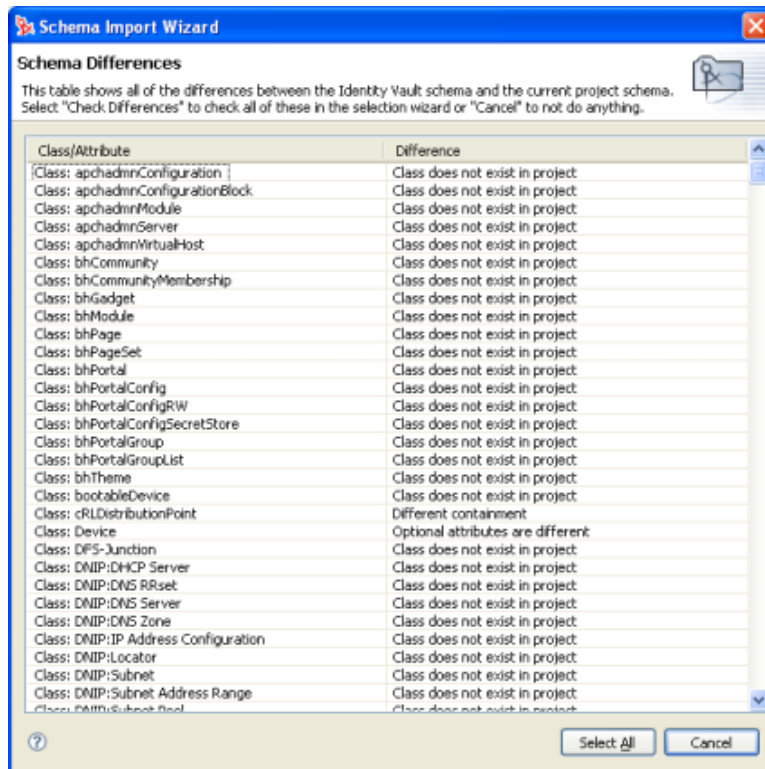 Schema Import Wizard
Schema Differences
This table shows all of the differences between the Identity Vault schema and the current project schema.
Select "Check Differences" to check all of these in the selection wizard or "Cancel" to not do anything.
Class/Attribute Difference
Class: apchadmnConfiguration Class does not exist in project
Class: apchadmnConfigurationBlock Class does not exist in project
Class: apchadmnModule Class does not exist in project
Class: apchadmnServer Class does not exist in project
Class: apchadmnVirtualHost Class does not exist in project
Class: bhCommunity Class does not exist in project
Class: bhCommunityMembership Class does not exist in project
Class: bhGadget Class does not exist in project
Class: bhModule Class does not exist in project
Class: bhPage Class does not exist in project
Class: bhPageSet Class does not exist in project
Class: bhPortal Class does not exist in project
Class: bhPortalConfig Class does not exist in project
Class: bhPortalConfigRW Class does not exist in project
Class: bhPortalConfigSecretStore Class does not exist in project
Class: bhPortalGroup Class does not exist in project
Class: bhPortalGroupList Class does not exist in project
Class: bhTheme Class does not exist in project
Class: bootableDevice Class does not exist in project
Class: cRLDistributionPoint Different containment
Class: Device Optional attributes are different
Class: DFS-Junction Class does not exist in project
Class: DNIP:DHCP Server Class does not exist in project
Class: DNIP:DNS RRset Class does not exist in project
Class: DNIP:DNS Server Class does not exist in project
Class: DNIP:DNS Zone Class does not exist in project
Class: DNIP:IP Address Configuration Class does not exist in project
Class: DNIP:Locator Class does not exist in project
Class: DNIP:Subnet Class does not exist in project
Class: DNIP:Subnet Address Range Class does not exist in project
Class: DNIP:Subnet Pool Class does not exist in project
Select All Cancel